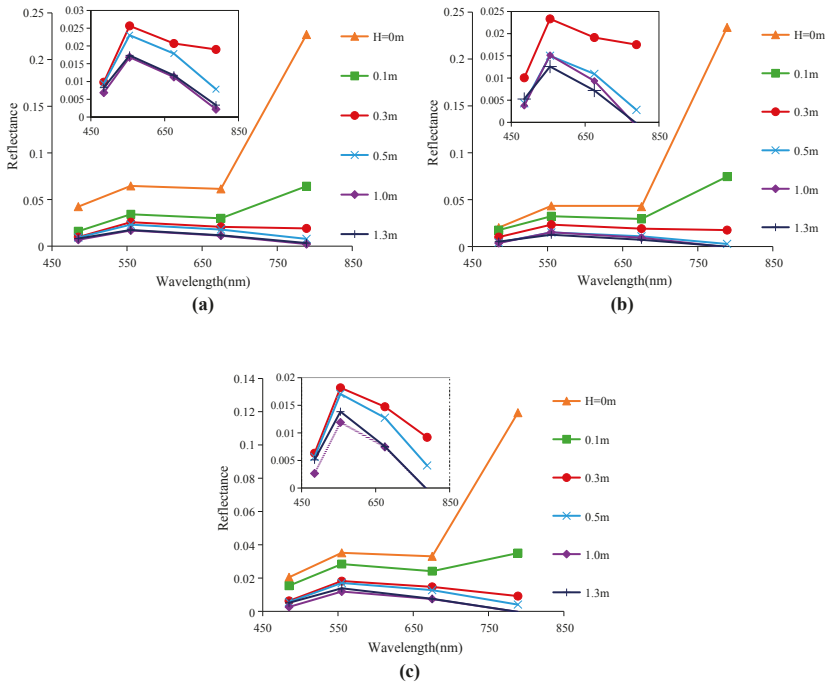 0.25
0.2
0.15
0.1
0.05
0
Reflectance
450
550
650
750
850
Wavelength(nm)
0.03
0.025
0.02
0.015
0.01
0.005
0
450
650
850
H=0m
0.1m
0.3m
0.5m
1.0m
1.3m
(a)
0.25
0.2
0.15
0.1
0.05
0
Reflectance
450
550
650
750
850
Wavelength(nm)
0.025
0.02
0.015
0.01
0.005
0
450
650
850
H=0m
0.1m
0.3m
0.5m
1.0m
1.3m
(b)
0.14
0.12
0.1
0.08
0.06
0.04
0.02
0
Reflectance
450
550
650
750
850
Wavelength(nm)
0.02
0.015
0.01
0.005
0
450
650
850
H=0m
0.1m
0.3m
0.5m
1.0m
1.3m
(c)